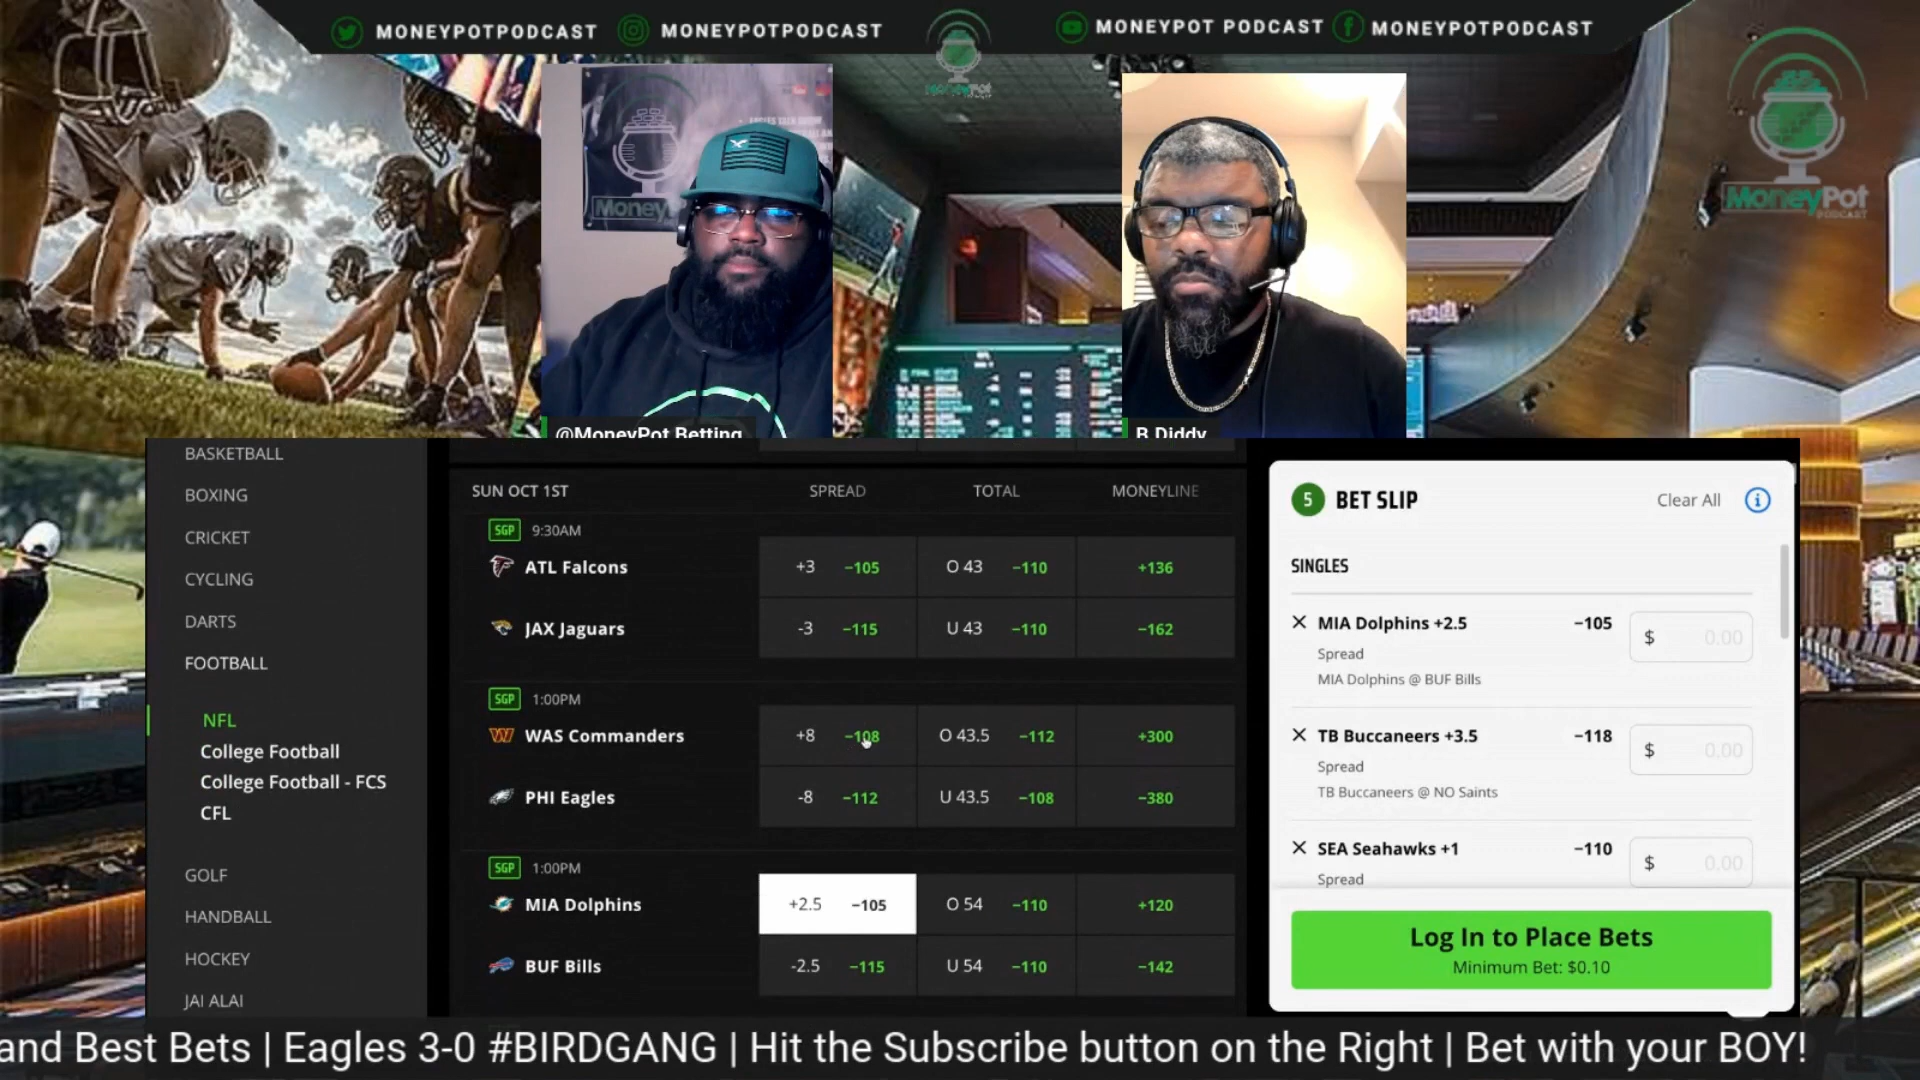 MONEYPOTPODCAST
MONEYPOTPODCAST
MONEYPOT PODCAST
MONEYPOTPODCAST
MoneyPot
PODCAST
@MoneyPot Betting
B Diddy
BASKETBALL
BOXING
CRICKET
CYCLING
DARTS
FOOTBALL
NFL
College Football
College Football - FCS
CFL
GOLF
HANDBALL
HOCKEY
JAI ALAI
SUN OCT 1ST SPREAD TOTAL MONEYLINE
SGP 9:30AM
ATL Falcons +3 −105 O 43 −110 +136
JAX Jaguars -3 −115 U 43 −110 −162
SGP 1:00PM
WAS Commanders +8 −108 O 43.5 −112 +300
PHI Eagles -8 −112 U 43.5 −108 −380
SGP 1:00PM
MIA Dolphins +2.5 −105 O 54 −110 +120
BUF Bills -2.5 −115 U 54 −110 −142
5 BET SLIP Clear All i
SINGLES
MIA Dolphins +2.5 −105 $ 0.00
Spread
MIA Dolphins @ BUF Bills
TB Buccaneers +3.5 −118 $ 0.00
Spread
TB Buccaneers @ NO Saints
SEA Seahawks +1 −110 $ 0.00
Spread
Log In to Place Bets
Minimum Bet: $0.10
and Best Bets | Eagles 3-0 #BIRDGANG | Hit the Subscribe button on the Right | Bet with your BOY!